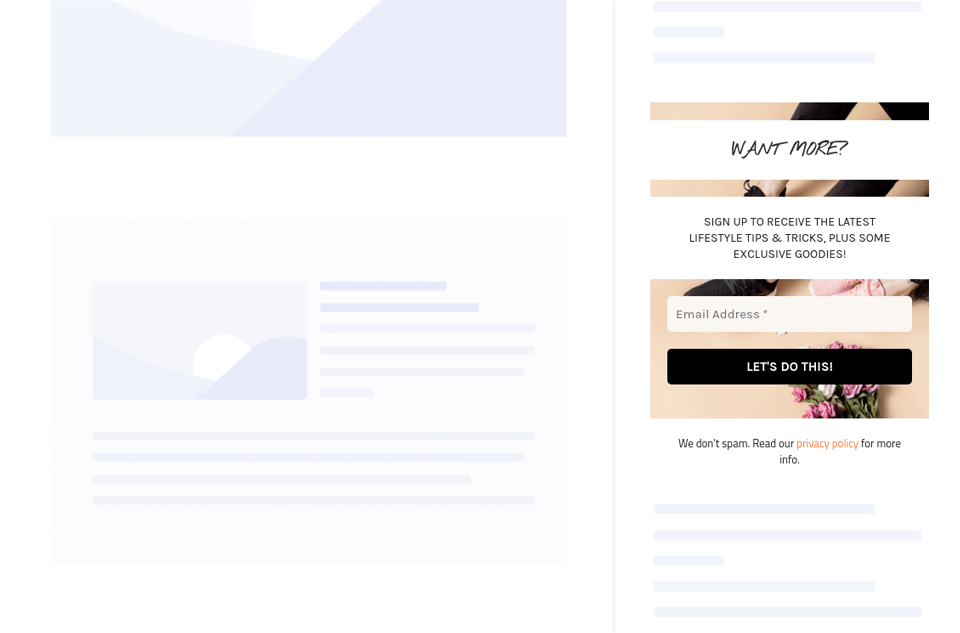 WANT MORE?
SIGN UP TO RECEIVE THE LATEST
LIFESTYLE TIPS & TRICKS, PLUS SOME
EXCLUSIVE GOODIES!
Email Address *
LET'S DO THIS!
We don't spam. Read our privacy policy for more
info.